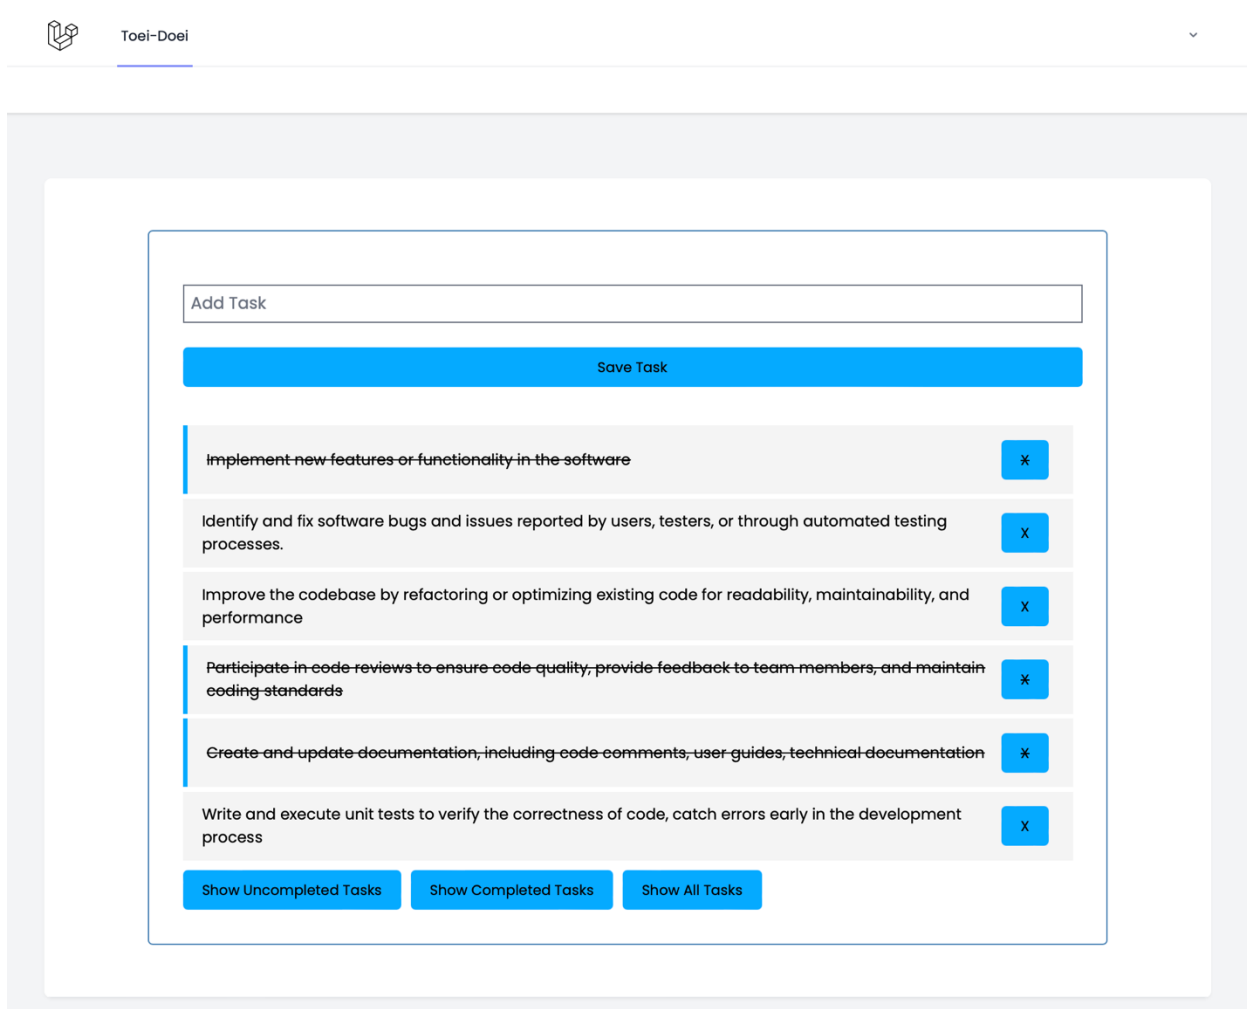 Toei-Doei
Add Task
Save Task
Implement new features or functionality in the software
X
Identify and fix software bugs and issues reported by users, testers, or through automated testing
processes.
X
Improve the codebase by refactoring or optimizing existing code for readability, maintainability, and
performance
X
Participate in code reviews to ensure code quality, provide feedback to team members, and maintain
coding standards
X
Create and update documentation, including code comments, user guides, technical documentation
X
Write and execute unit tests to verify the correctness of code, catch errors early in the development
process
X
Show Uncompleted Tasks
Show Completed Tasks
Show All Tasks